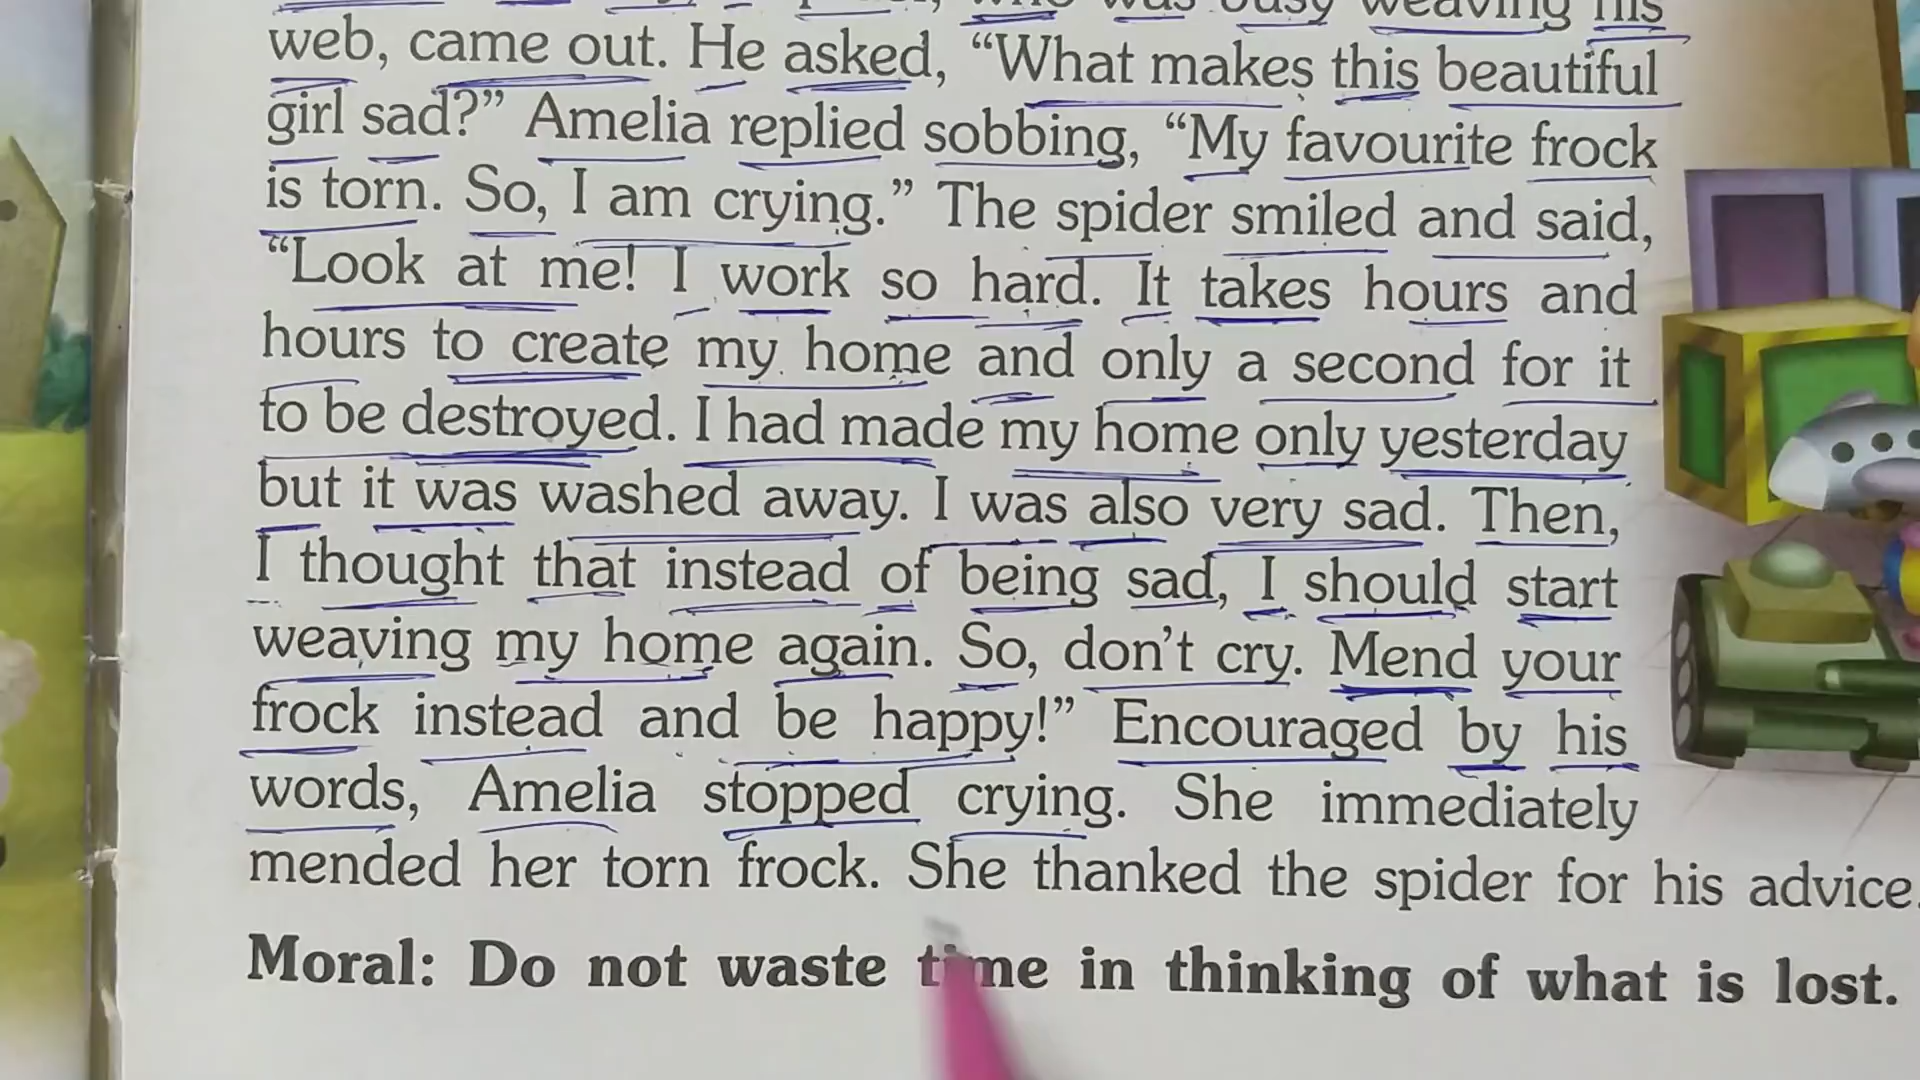 who was busy weaving his
web, came out. He asked, “What makes this beautiful
girl sad?” Amelia replied sobbing, “My favourite frock
is torn. So, I am crying.” The spider smiled and said,
“Look at me! I work so hard. It takes hours and
hours to create my home and only a second for it
to be destroyed. I had made my home only yesterday
but it was washed away. I was also very sad. Then,
I thought that instead of being sad, I should start
weaving my home again. So, don’t cry. Mend your
frock instead and be happy!” Encouraged by his
words, Amelia stopped crying. She immediately
mended her torn frock. She thanked the spider for his advice.
Moral: Do not waste time in thinking of what is lost.